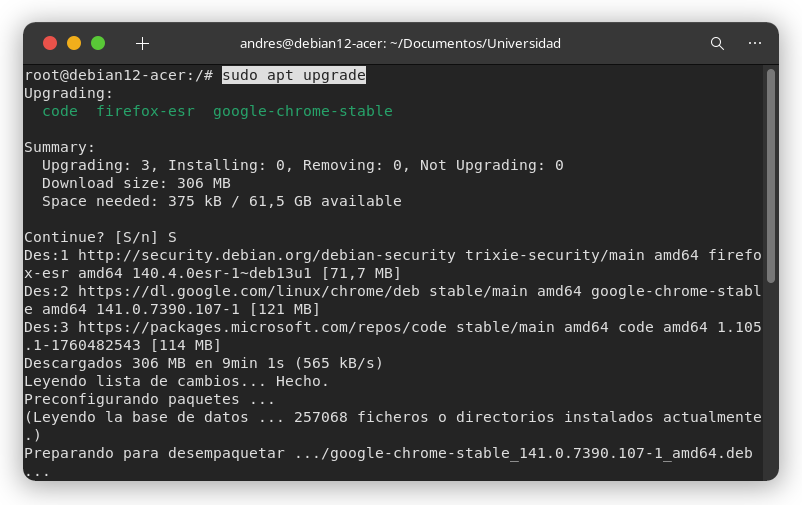 andres@debian12-acer: ~/Documentos/Universidad
root@debian12-acer:/# sudo apt upgrade
Upgrading:
  code  firefox-esr  google-chrome-stable

Summary:
  Upgrading: 3, Installing: 0, Removing: 0, Not Upgrading: 0
  Download size: 306 MB
  Space needed: 375 kB / 61,5 GB available

Continue? [S/n] S
Des:1 http://security.debian.org/debian-security trixie-security/main amd64 firefo
x-esr amd64 140.4.0esr-1~deb13u1 [71,7 MB]
Des:2 https://dl.google.com/linux/chrome/deb stable/main amd64 google-chrome-stabl
e amd64 141.0.7390.107-1 [121 MB]
Des:3 https://packages.microsoft.com/repos/code stable/main amd64 code amd64 1.105
.1-1760482543 [114 MB]
Descargados 306 MB en 9min 1s (565 kB/s)
Leyendo lista de cambios... Hecho.
Preconfigurando paquetes ...
(Leyendo la base de datos ... 257068 ficheros o directorios instalados actualmente
.)
Preparando para desempaquetar .../google-chrome-stable_141.0.7390.107-1_amd64.deb
...